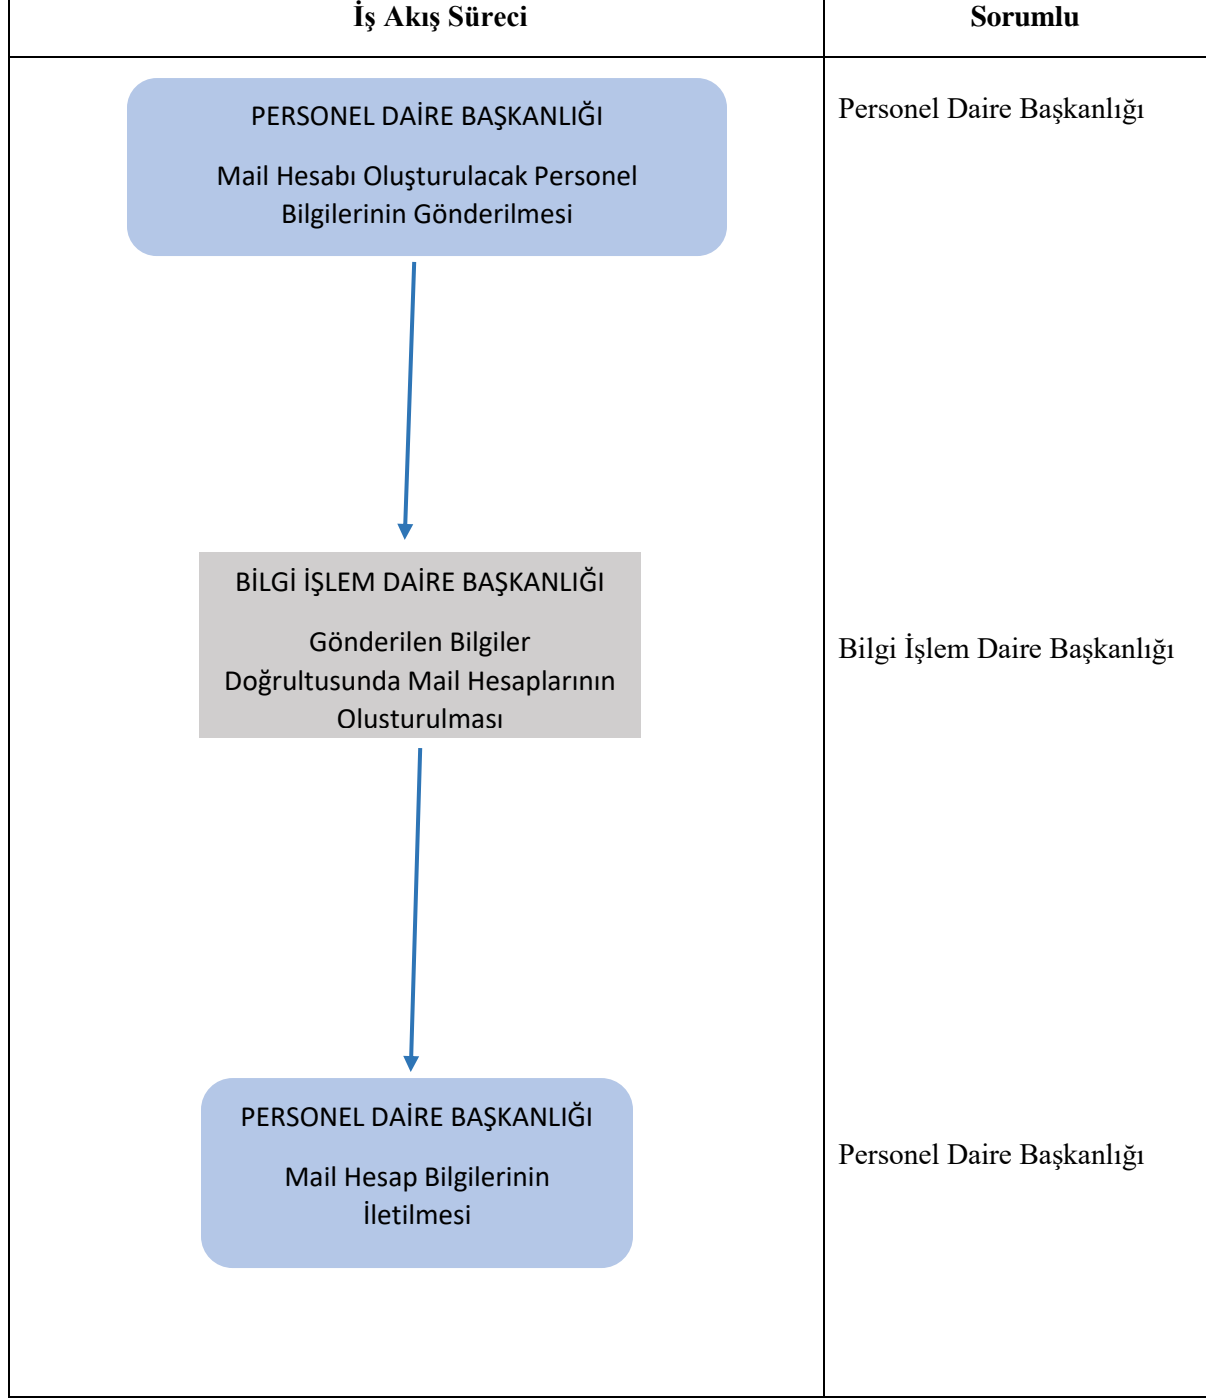 İş Akış Süreci
Sorumlu
PERSONEL DAİRE BAŞKANLIĞI
Mail Hesabı Oluşturulacak Personel
Bilgilerinin Gönderilmesi
Personel Daire Başkanlığı
BİLGİ İŞLEM DAİRE BAŞKANLIĞI
Gönderilen Bilgiler
Doğrultusunda Mail Hesaplarının
Oluşturulması
Bilgi İşlem Daire Başkanlığı
PERSONEL DAİRE BAŞKANLIĞI
Mail Hesap Bilgilerinin
İletilmesi
Personel Daire Başkanlığı